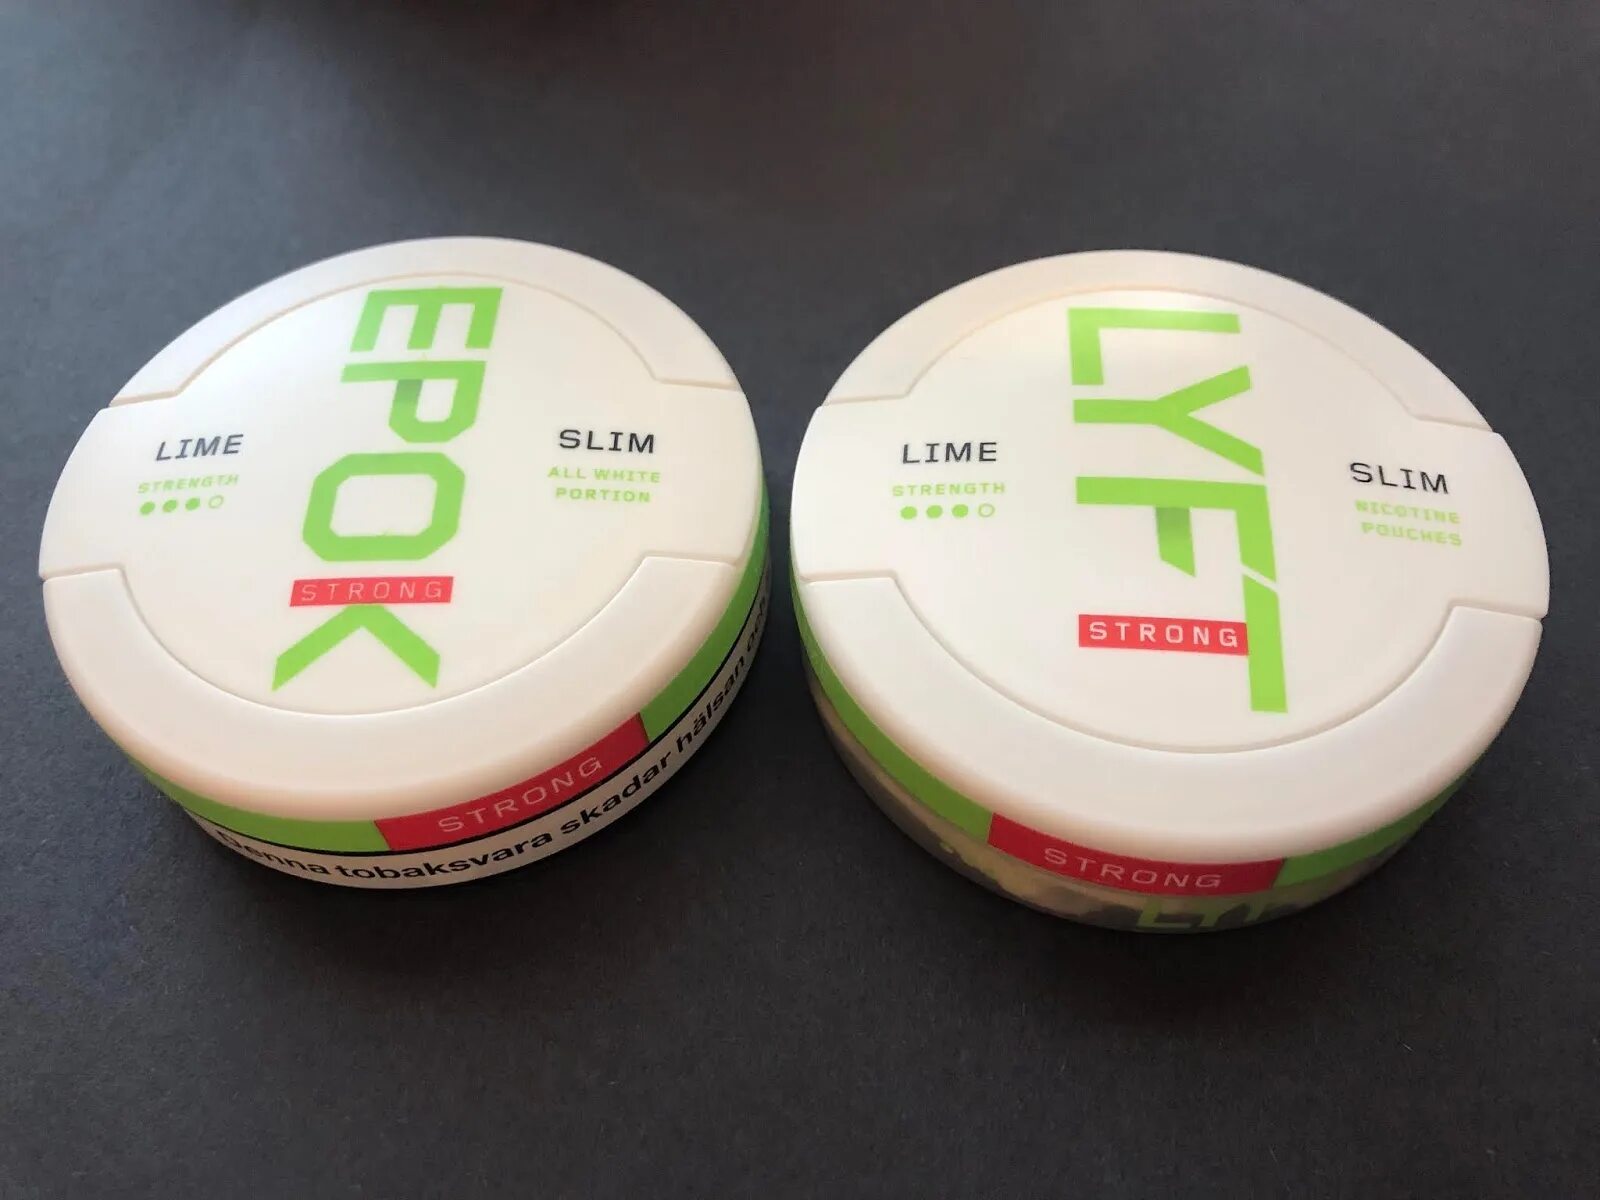 EPOK
LIME
STRENGTH
SLIM
ALL WHITE
PORTION
STRONG
STRONG
Denna tobaksvara skadar hälsan och
LYFT
LIME
STRENGTH
SLIM
NICOTINE
POUCHES
STRONG
STRONG